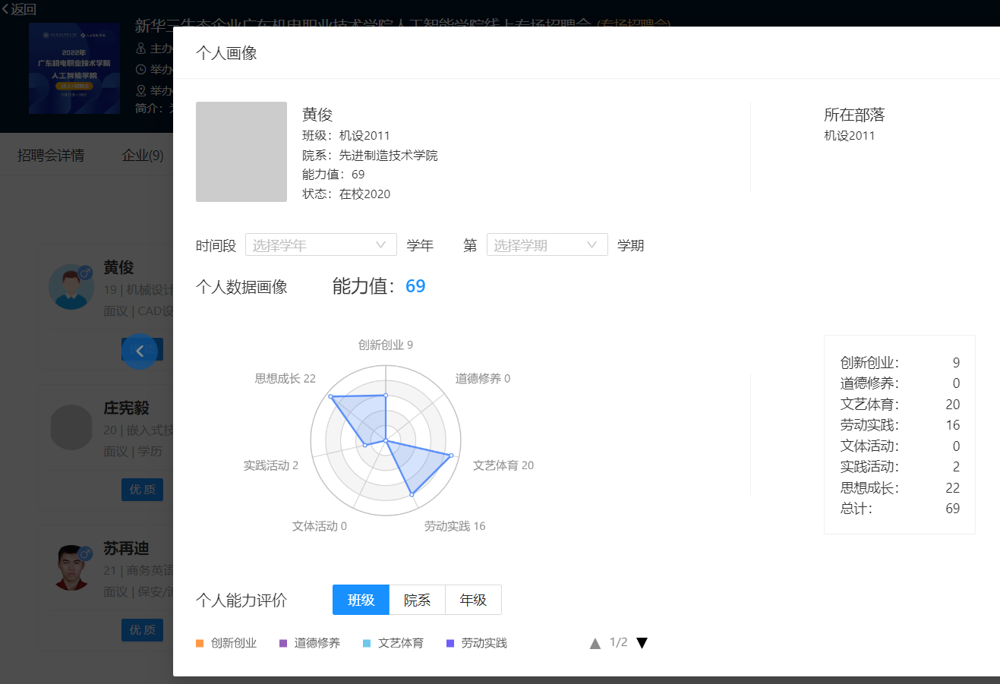 返回
新华三生态企业广东机电职业技术学院人工智能学院线上专场招聘会 (专场招聘会)
2022年
广东机电职业技术学院
人工智能学院
主办
举办
举办
简介：
招聘会详情
企业(9)
黄俊
19 | 机械设计
面议 | CAD设
庄宪毅
20 | 嵌入式技
面议 | 学历
优 质
苏再迪
21 | 商务英语
面议 | 保安/
优 质
个人画像
黄俊
班级：机设2011
院系：先进制造技术学院
能力值：69
状态：在校2020
所在部落
机设2011
时间段 选择学年 学年 第 选择学期 学期
个人数据画像 能力值：69
创新创业 9
思想成长 22
道德修养 0
实践活动 2
文艺体育 20
文体活动 0
劳动实践 16
创新创业： 9
道德修养： 0
文艺体育： 20
劳动实践： 16
文体活动： 0
实践活动： 2
思想成长： 22
总计： 69
个人能力评价 班级 院系 年级
创新创业 道德修养 文艺体育 劳动实践 1/2